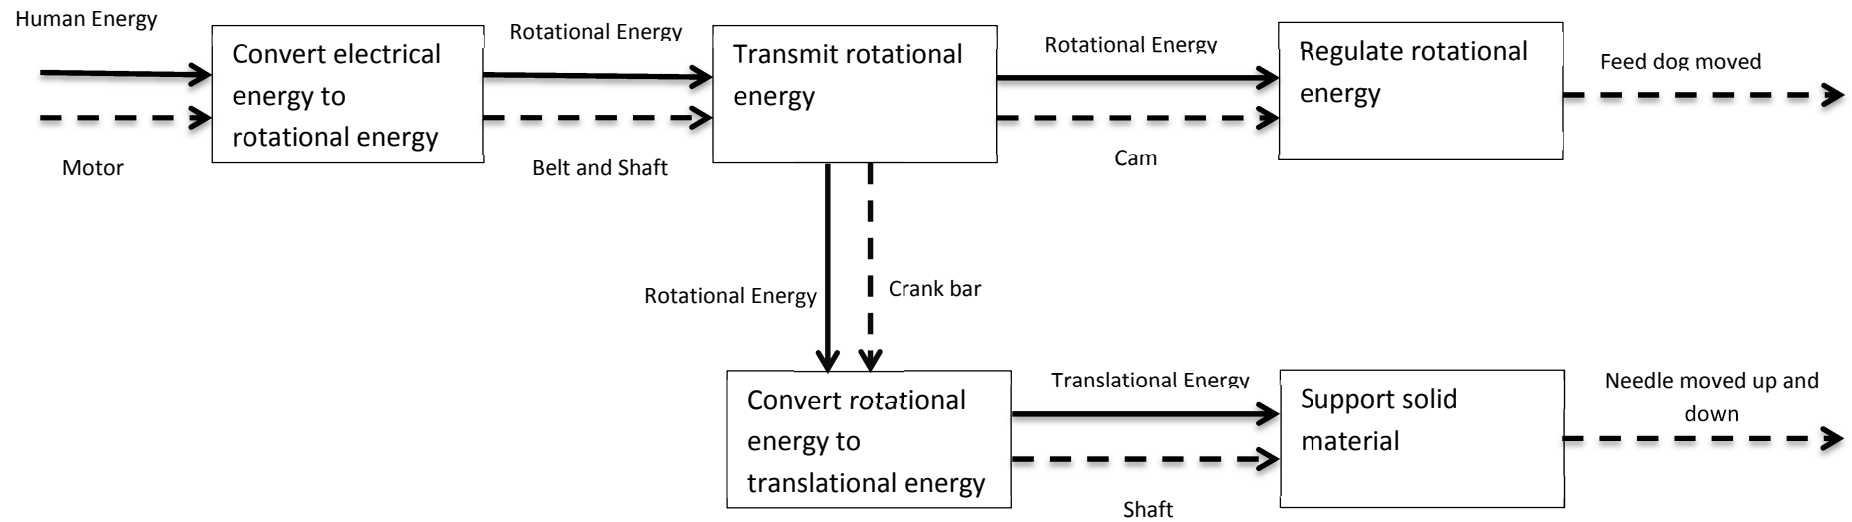 Human Energy
Motor
Convert electrical
energy to
rotational energy
Rotational Energy
Belt and Shaft
Transmit rotational
energy
Rotational Energy
Cam
Regulate rotational
energy
Feed dog moved
Rotational Energy
Crank bar
Convert rotational
energy to
translational energy
Translational Energy
Shaft
Support solid
material
Needle moved up and
down